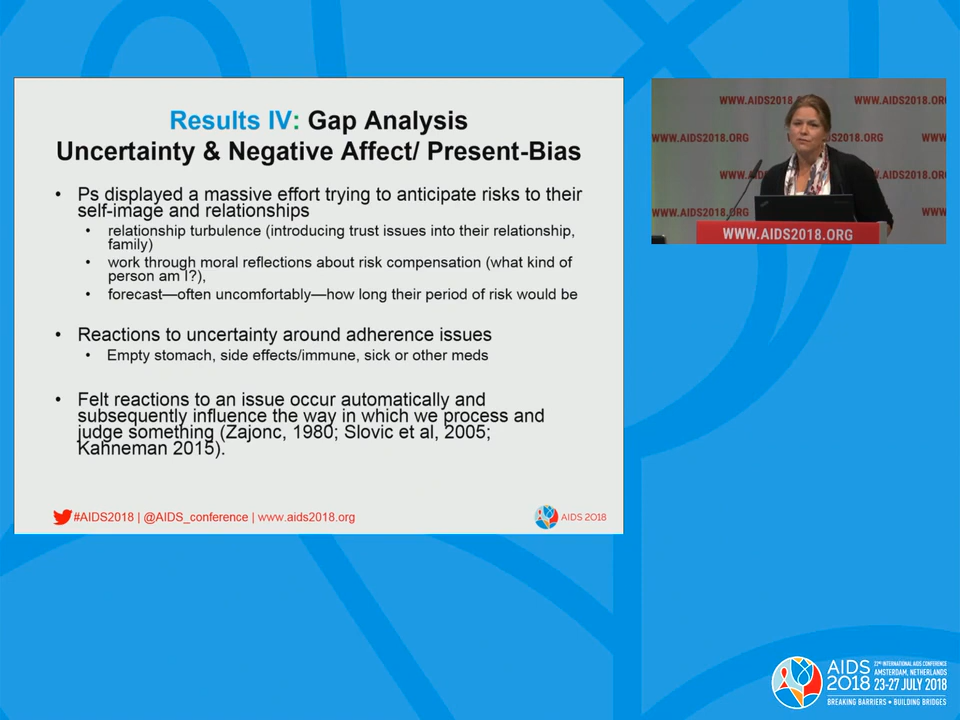 Results IV: Gap Analysis
Uncertainty & Negative Affect/ Present-Bias
• Ps displayed a massive effort trying to anticipate risks to their
self-image and relationships
• relationship turbulence (introducing trust issues into their relationship,
family)
• work through moral reflections about risk compensation (what kind of
person am I?),
• forecast—often uncomfortably—how long their period of risk would be
• Reactions to uncertainty around adherence issues
• Empty stomach, side effects/immune, sick or other meds
• Felt reactions to an issue occur automatically and
subsequently influence the way in which we process and
judge something (Zajonc, 1980; Slovic et al, 2005;
Kahneman 2015).
#AIDS2018 | @AIDS_conference | www.aids2018.org
AIDS 2018
WWW.AIDS2018.ORG
WWW.AIDS2018.OR
WWW.AIDS2018.ORG
S2018.ORG
WWW
WWW.AID
W.AIDS2018.OR
WWW.AIDS2018.ORG
WWW
WWW.AIDS2018.ORG
AIDS
2018
22ND INTERNATIONAL AIDS CONFERENCE
AMSTERDAM, NETHERLANDS
23-27 JULY 2018
BREAKING BARRIERS • BUILDING BRIDGES